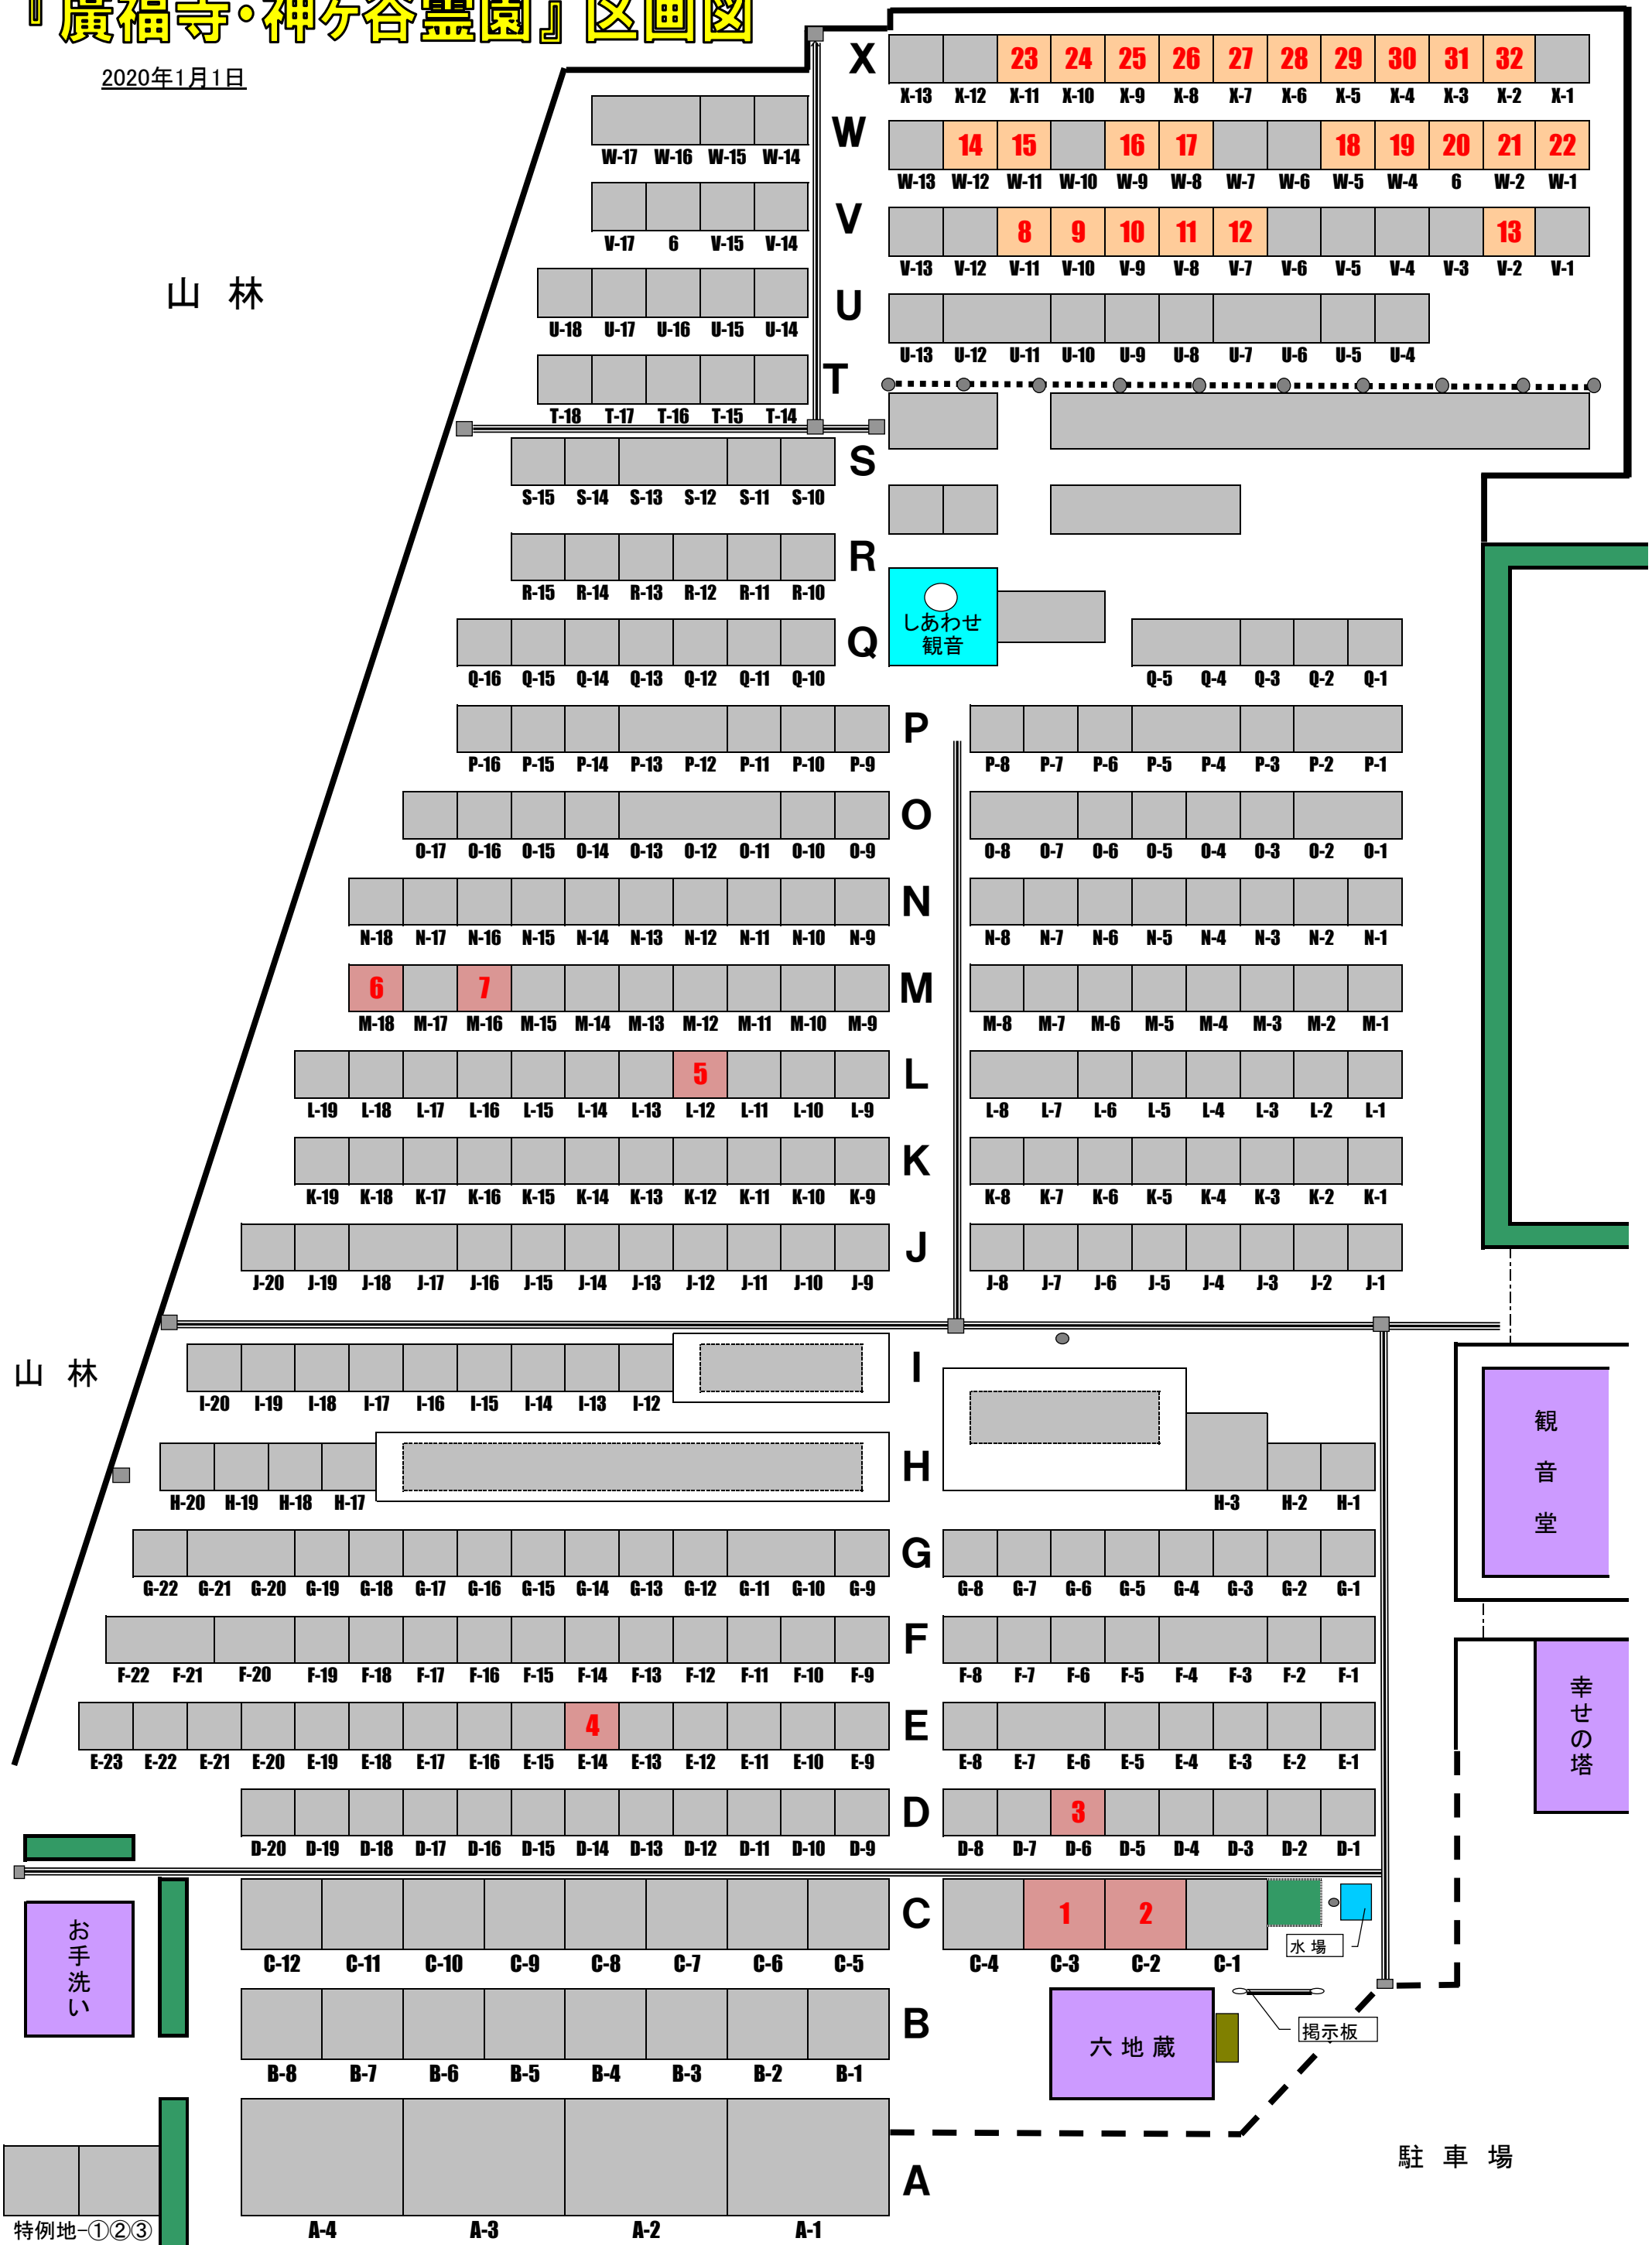 『廣福寺・神ヶ谷霊園』区画図
2020年1月1日
X
23 24 25 26 27 28 29 30 31 32
X-13 X-12 X-11 X-10 X-9 X-8 X-7 X-6 X-5 X-4 X-3 X-2 X-1
W
14 15 16 17 18 19 20 21 22
W-17 W-16 W-15 W-14
W-13 W-12 W-11 W-10 W-9 W-8 W-7 W-6 W-5 W-4 6 W-2 W-1
V
8 9 10 11 12 13
V-17 6 V-15 V-14
V-13 V-12 V-11 V-10 V-9 V-8 V-7 V-6 V-5 V-4 V-3 V-2 V-1
山 林
U
U-18 U-17 U-16 U-15 U-14
U-13 U-12 U-11 U-10 U-9 U-8 U-7 U-6 U-5 U-4
T
T-18 T-17 T-16 T-15 T-14
S
S-15 S-14 S-13 S-12 S-11 S-10
R
R-15 R-14 R-13 R-12 R-11 R-10
しあわせ
観音
Q
Q-16 Q-15 Q-14 Q-13 Q-12 Q-11 Q-10
Q-5 Q-4 Q-3 Q-2 Q-1
P
P-16 P-15 P-14 P-13 P-12 P-11 P-10 P-9
P-8 P-7 P-6 P-5 P-4 P-3 P-2 P-1
O
O-17 O-16 O-15 O-14 O-13 O-12 O-11 O-10 O-9
O-8 O-7 O-6 O-5 O-4 O-3 O-2 O-1
N
N-18 N-17 N-16 N-15 N-14 N-13 N-12 N-11 N-10 N-9
N-8 N-7 N-6 N-5 N-4 N-3 N-2 N-1
6 7 M
M-18 M-17 M-16 M-15 M-14 M-13 M-12 M-11 M-10 M-9
M-8 M-7 M-6 M-5 M-4 M-3 M-2 M-1
5 L
L-19 L-18 L-17 L-16 L-15 L-14 L-13 L-12 L-11 L-10 L-9
L-8 L-7 L-6 L-5 L-4 L-3 L-2 L-1
K
K-19 K-18 K-17 K-16 K-15 K-14 K-13 K-12 K-11 K-10 K-9
K-8 K-7 K-6 K-5 K-4 K-3 K-2 K-1
J
J-20 J-19 J-18 J-17 J-16 J-15 J-14 J-13 J-12 J-11 J-10 J-9
J-8 J-7 J-6 J-5 J-4 J-3 J-2 J-1
山 林
I
I-20 I-19 I-18 I-17 I-16 I-15 I-14 I-13 I-12
観音堂
H
H-20 H-19 H-18 H-17
H-3 H-2 H-1
G
G-22 G-21 G-20 G-19 G-18 G-17 G-16 G-15 G-14 G-13 G-12 G-11 G-10 G-9
G-8 G-7 G-6 G-5 G-4 G-3 G-2 G-1
F
F-22 F-21 F-20 F-19 F-18 F-17 F-16 F-15 F-14 F-13 F-12 F-11 F-10 F-9
F-8 F-7 F-6 F-5 F-4 F-3 F-2 F-1
幸せの塔
4 E
E-23 E-22 E-21 E-20 E-19 E-18 E-17 E-16 E-15 E-14 E-13 E-12 E-11 E-10 E-9
E-8 E-7 E-6 E-5 E-4 E-3 E-2 E-1
D 3
D-20 D-19 D-18 D-17 D-16 D-15 D-14 D-13 D-12 D-11 D-10 D-9
D-8 D-7 D-6 D-5 D-4 D-3 D-2 D-1
お手洗い
C 1 2
水 場
C-12 C-11 C-10 C-9 C-8 C-7 C-6 C-5
C-4 C-3 C-2 C-1
B
掲示板
六 地 蔵
B-8 B-7 B-6 B-5 B-4 B-3 B-2 B-1
駐 車 場
A
特例地-①②③
A-4 A-3 A-2 A-1